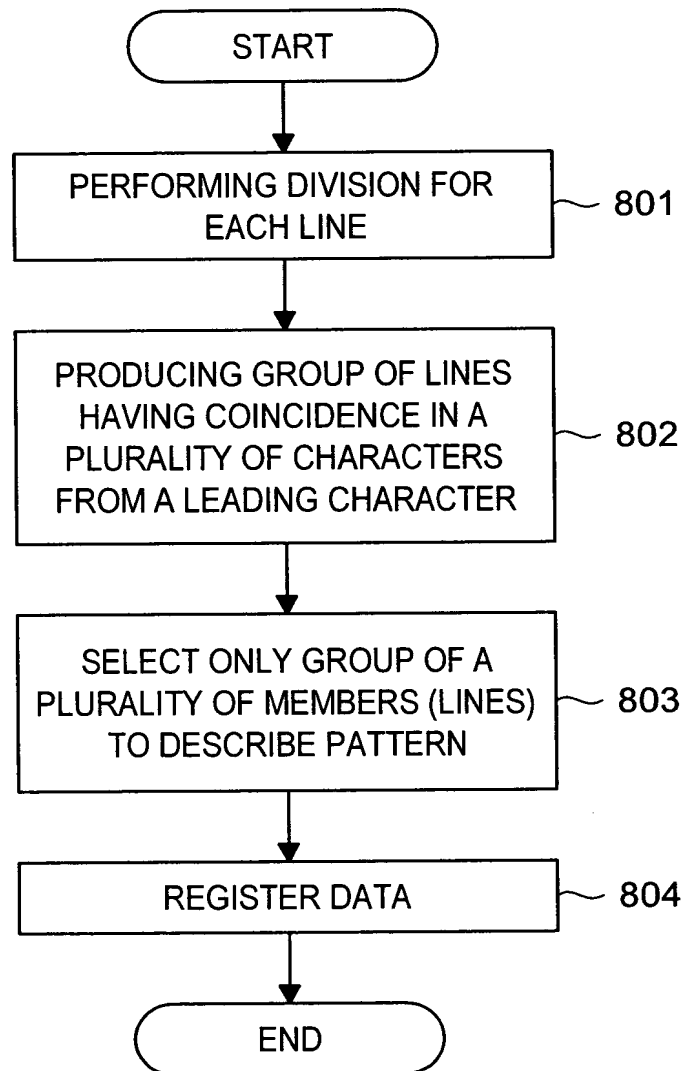 START
PERFORMING DIVISION FOR
EACH LINE
801
PRODUCING GROUP OF LINES
HAVING COINCIDENCE IN A
PLURALITY OF CHARACTERS
FROM A LEADING CHARACTER
802
SELECT ONLY GROUP OF A
PLURALITY OF MEMBERS (LINES)
TO DESCRIBE PATTERN
803
REGISTER DATA
804
END